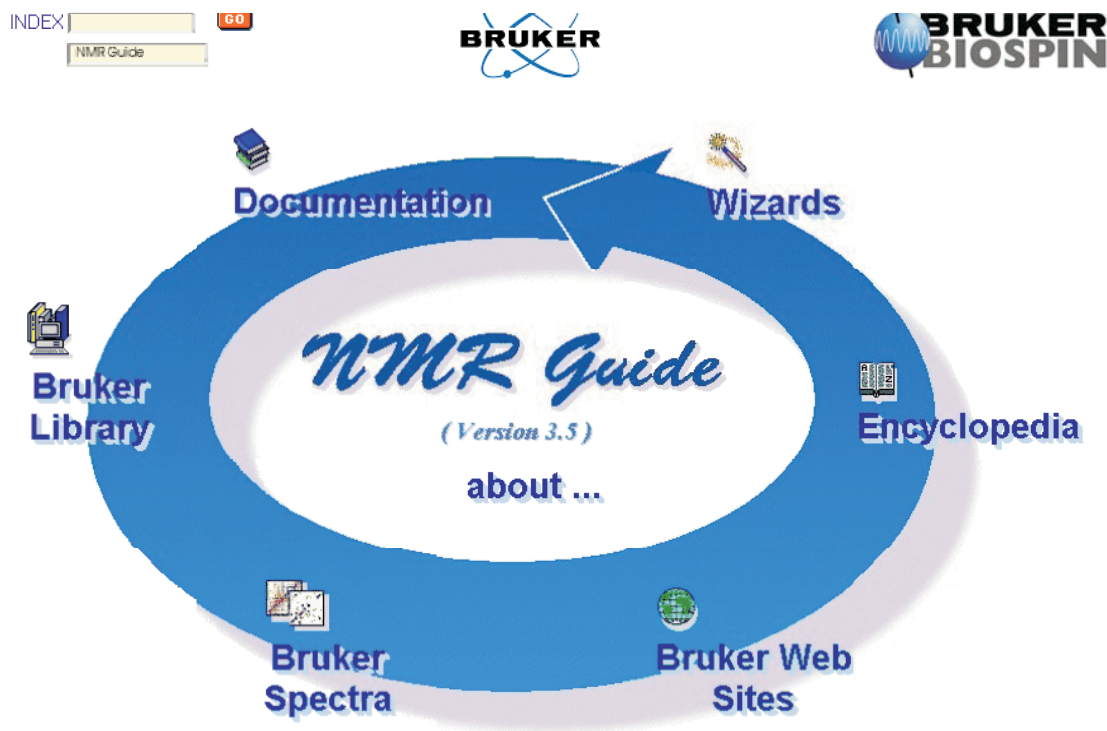 INDEX
GO
NMR Guide
BRUKER
BRUKER
BIOSPIN
Documentation
Wizards
Bruker
Library
NMR Guide
( Version 3.5 )
about ...
Encyclopedia
Bruker
Spectra
Bruker Web
Sites